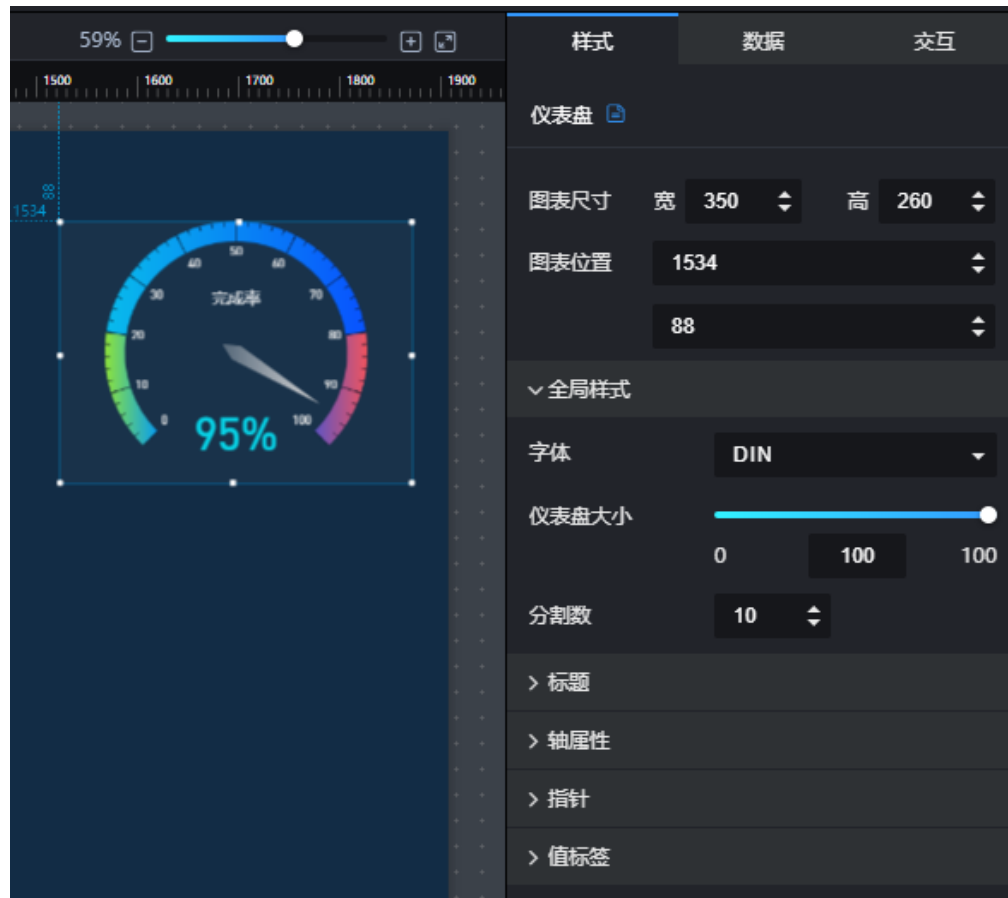 59%
样式 数据 交互
1500 1600 1700 1800 1900
仪表盘
88
1534
图表尺寸 宽 350 高 260
图表位置 1534
88
50
40 60
30 完成率 70
20 80
10 90
0 95% 100
全局样式
字体 DIN
仪表盘大小
0 100 100
分割数 10
标题
轴属性
指针
值标签